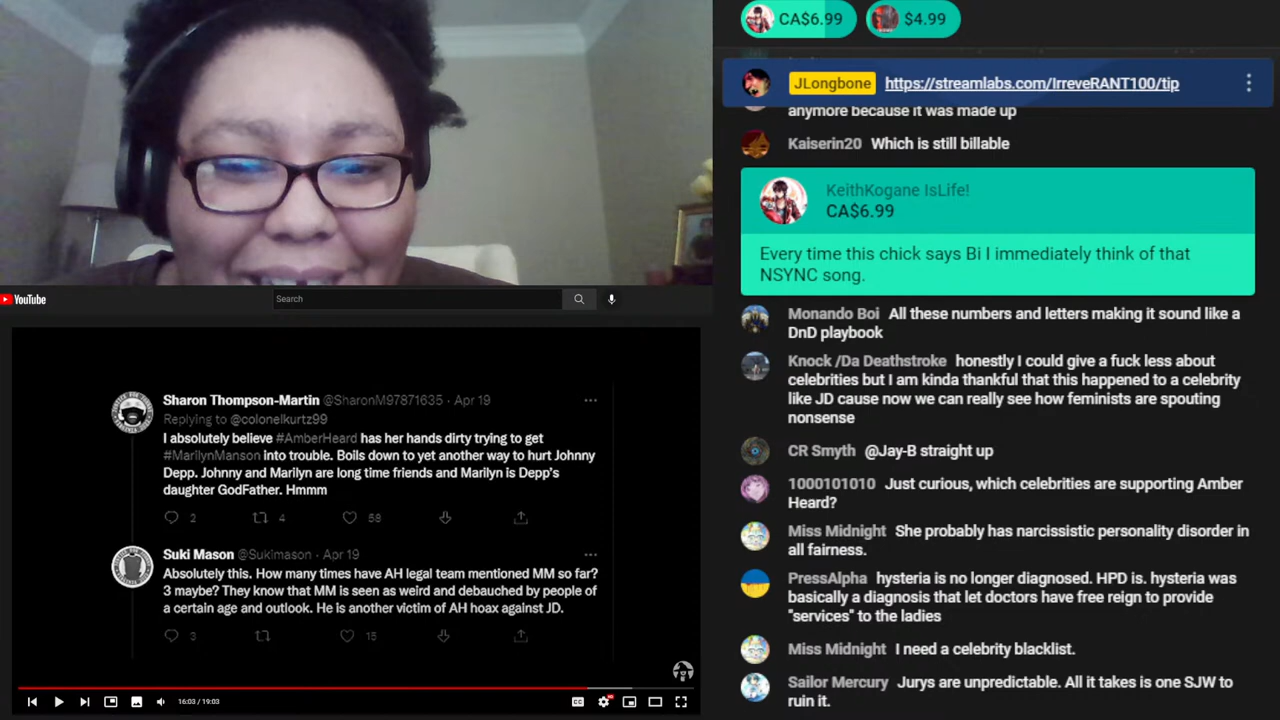 YouTube
Search
Sharon Thompson-Martin @SharonM97871635 · Apr 19
Replying to @colonelkurtz99
I absolutely believe #AmberHeard has her hands dirty trying to get
#MarilynManson into trouble. Boils down to yet another way to hurt Johnny
Depp. Johnny and Marilyn are long time friends and Marilyn is Depp's
daughter GodFather. Hmmm
2 4 58
Suki Mason @Sukimason · Apr 19
Absolutely this. How many times have AH legal team mentioned MM so far?
3 maybe? They know that MM is seen as weird and debauched by people of
a certain age and outlook. He is another victim of AH hoax against JD.
3 15
16:03 / 19:03
CC HD
CA$6.99 $4.99
JLongbone https://streamlabs.com/IrreveRANT100/tip
anymore because it was made up
Kaiserin20 Which is still billable
KeithKogane IsLife!
CA$6.99
Every time this chick says Bi I immediately think of that
NSYNC song.
Monando Boi All these numbers and letters making it sound like a
DnD playbook
Knock /Da Deathstroke honestly I could give a fuck less about
celebrities but I am kinda thankful that this happened to a celebrity
like JD cause now we can really see how feminists are spouting
nonsense
CR Smyth @Jay-B straight up
1000101010 Just curious, which celebrities are supporting Amber
Heard?
Miss Midnight She probably has narcissistic personality disorder in
all fairness.
PressAlpha hysteria is no longer diagnosed. HPD is. hysteria was
basically a diagnosis that let doctors have free reign to provide
"services" to the ladies
Miss Midnight I need a celebrity blacklist.
Sailor Mercury Jurys are unpredictable. All it takes is one SJW to
ruin it.